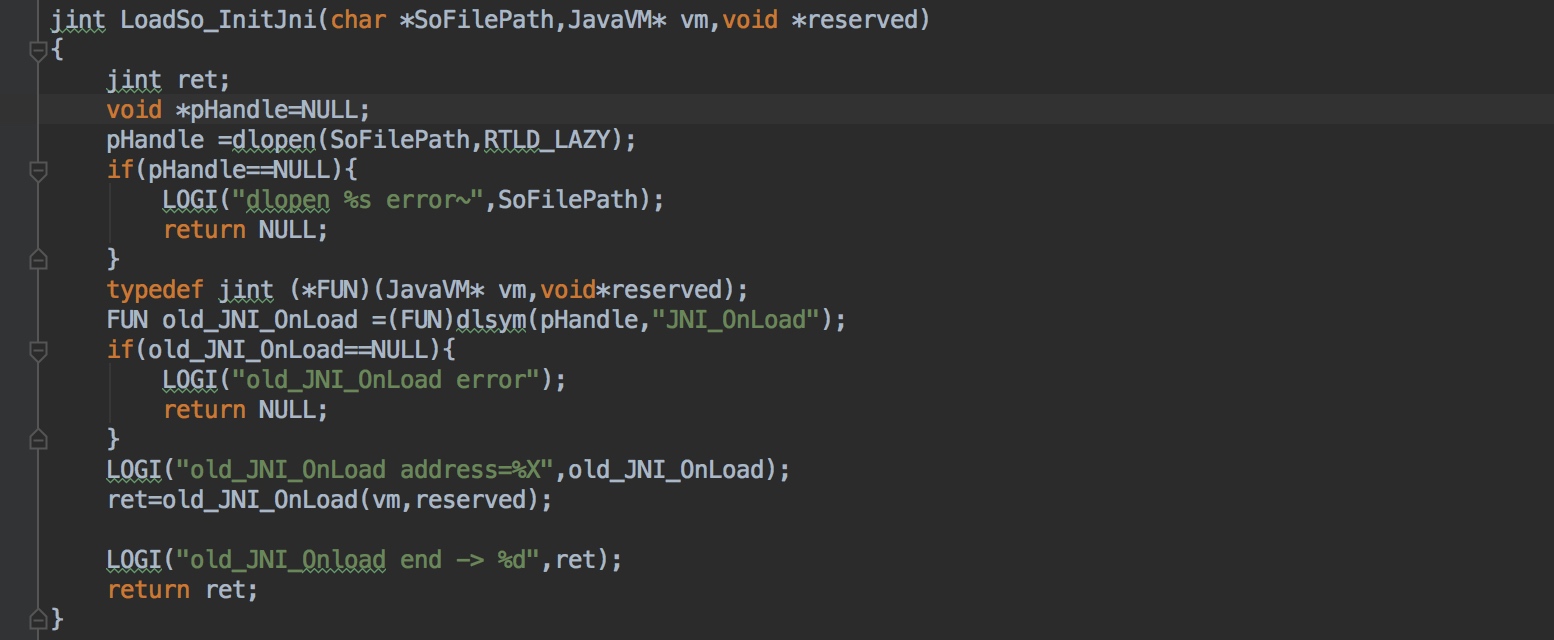 jint LoadSo_InitJni(char *SoFilePath,JavaVM* vm,void *reserved)
{
    jint ret;
    void *pHandle=NULL;
    pHandle =dlopen(SoFilePath,RTLD_LAZY);
    if(pHandle==NULL){
        LOGI("dlopen %s error~",SoFilePath);
        return NULL;
    }
    typedef jint (*FUN)(JavaVM* vm,void*reserved);
    FUN old_JNI_OnLoad =(FUN)dlsym(pHandle,"JNI_OnLoad");
    if(old_JNI_OnLoad==NULL){
        LOGI("old_JNI_OnLoad error");
        return NULL;
    }
    LOGI("old_JNI_OnLoad address=%X",old_JNI_OnLoad);
    ret=old_JNI_OnLoad(vm,reserved);

    LOGI("old_JNI_Onload end -> %d",ret);
    return ret;
}